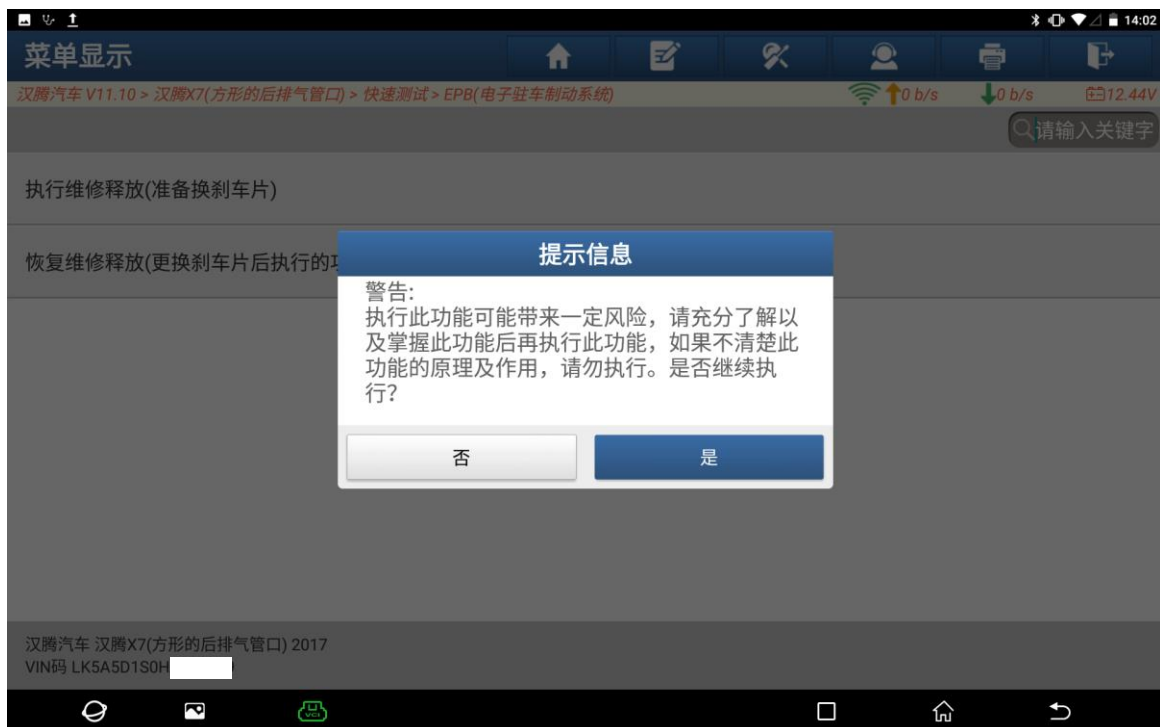 14:02
菜单显示
汉腾汽车 V11.10 > 汉腾X7(方形的后排气管口) > 快速测试 > EPB(电子驻车制动系统)
0 b/s
0 b/s
12.44V
请输入关键字
执行维修释放(准备换刹车片)
恢复维修释放(更换刹车片后执行的
提示信息
警告:
执行此功能可能带来一定风险，请充分了解以
及掌握此功能后再执行此功能，如果不清楚此
功能的原理及作用，请勿执行。是否继续执
行?
否
是
汉腾汽车 汉腾X7(方形的后排气管口) 2017
VIN码 LK5A5D1S0H
VCI